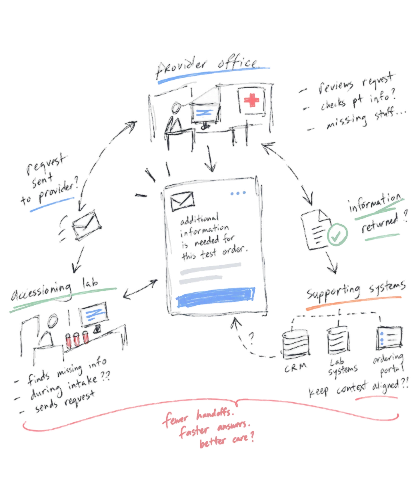 provider office
- reviews request
- checks pt info?
- missing stuff...
request
sent
to provider?
additional
information
is needed for
this test order.
information
returned?
accessioning lab
supporting systems
- finds missing info
- during intake??
- sends request
?
CRM
Lab
systems
ordering
portal
keep context aligned?!
fewer handoffs.
faster answers.
better care?